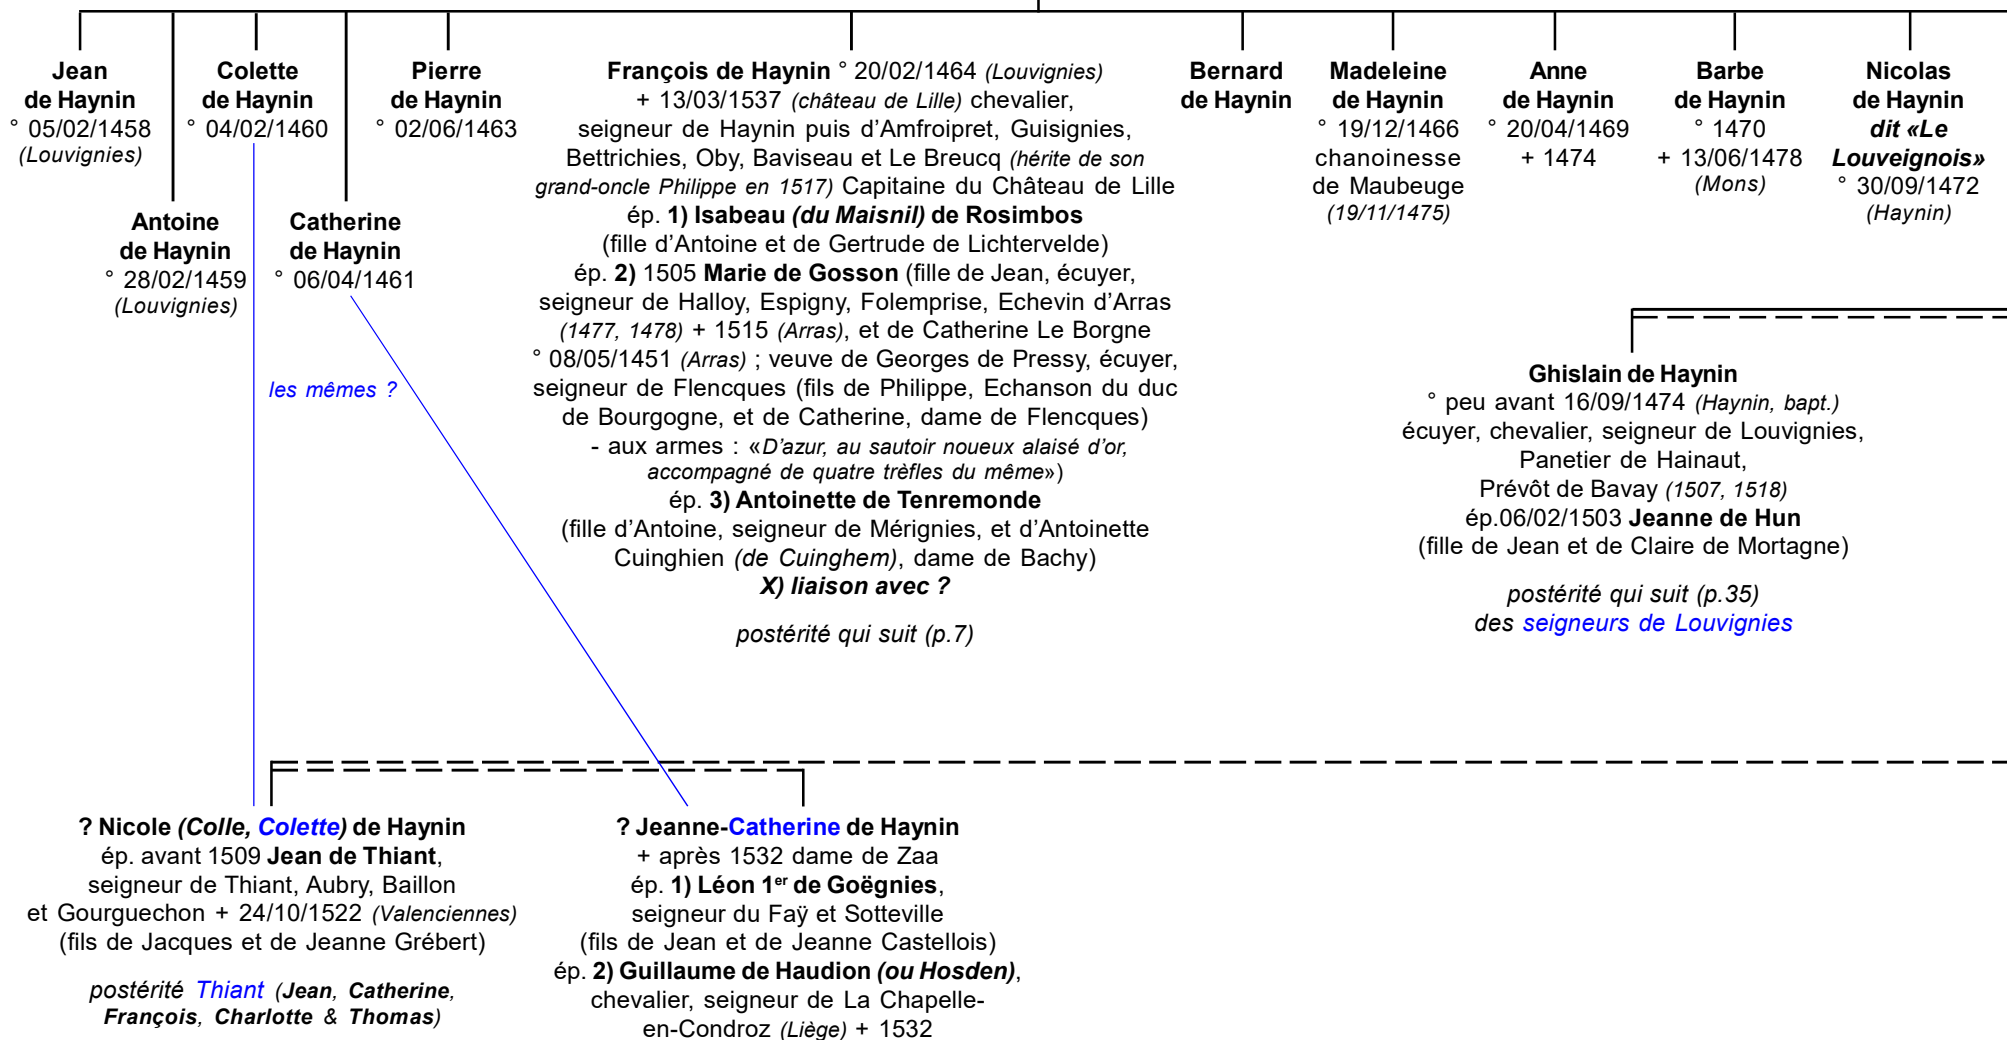 Jean
de Haynin
° 05/02/1458
(Louvignies)
Antoine
de Haynin
° 28/02/1459
(Louvignies)
Colette
de Haynin
° 04/02/1460
Catherine
de Haynin
° 06/04/1461
Pierre
de Haynin
° 02/06/1463
les mêmes ?
François de Haynin ° 20/02/1464 (Louvignies)
+ 13/03/1537 (château de Lille) chevalier,
seigneur de Haynin puis d'Amfroipret, Guisignies,
Bettrichies, Oby, Baviseau et Le Breucq (hérite de son
grand-oncle Philippe en 1517) Capitaine du Château de Lille
ép. 1) Isabeau (du Maisnil) de Rosimbos
(fille d'Antoine et de Gertrude de Lichtervelde)
ép. 2) 1505 Marie de Gosson (fille de Jean, écuyer,
seigneur de Halloy, Espigny, Folemprise, Echevin d'Arras
(1477, 1478) + 1515 (Arras), et de Catherine Le Borgne
° 08/05/1451 (Arras) ; veuve de Georges de Pressy, écuyer,
seigneur de Flencques (fils de Philippe, Echanson du duc
de Bourgogne, et de Catherine, dame de Flencques)
- aux armes : «D'azur, au sautoir noueux alaisé d'or,
accompagné de quatre trèfles du même»)
ép. 3) Antoinette de Tenremonde
(fille d'Antoine, seigneur de Mérignies, et d'Antoinette
Cuinghien (de Cuinghem), dame de Bachy)
X) liaison avec ?
postérité qui suit (p.7)
Bernard
de Haynin
Madeleine
de Haynin
° 19/12/1466
chanoinesse
de Maubeuge
(19/11/1475)
Anne
de Haynin
° 20/04/1469
+ 1474
Barbe
de Haynin
° 1470
+ 13/06/1478
(Mons)
Nicolas
de Haynin
dit «Le
Louveignois»
° 30/09/1472
(Haynin)
Ghislain de Haynin
° peu avant 16/09/1474 (Haynin, bapt.)
écuyer, chevalier, seigneur de Louvignies,
Panetier de Hainaut,
Prévôt de Bavay (1507, 1518)
ép.06/02/1503 Jeanne de Hun
(fille de Jean et de Claire de Mortagne)
postérité qui suit (p.35)
des seigneurs de Louvignies
? Nicole (Colle, Colette) de Haynin
ép. avant 1509 Jean de Thiant,
seigneur de Thiant, Aubry, Baillon
et Gourguechon + 24/10/1522 (Valenciennes)
(fils de Jacques et de Jeanne Grébert)
postérité Thiant (Jean, Catherine,
François, Charlotte & Thomas)
? Jeanne-Catherine de Haynin
+ après 1532 dame de Zaa
ép. 1) Léon 1er de Goëgnies,
seigneur du Faÿ et Sotteville
(fils de Jean et de Jeanne Castellois)
ép. 2) Guillaume de Haudion (ou Hosden),
chevalier, seigneur de La Chapelle-
en-Condroz (Liège) + 1532